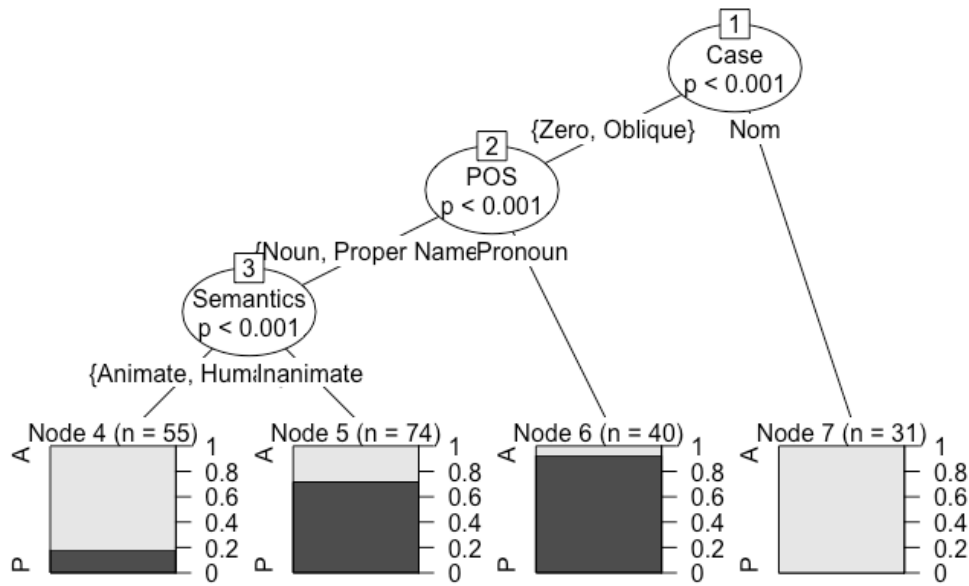 1
Case
p < 0.001
{Zero, Oblique} Nom
2
POS
p < 0.001
{Noun, Proper Name Pronoun
3
Semantics
p < 0.001
{Animate, Huma Inanimate
Node 4 (n = 55) Node 5 (n = 74) Node 6 (n = 40) Node 7 (n = 31)
A 1 A 1 A 1 A 1
0.8 0.8 0.8 0.8
0.6 0.6 0.6 0.6
0.4 0.4 0.4 0.4
0.2 0.2 0.2 0.2
P 0 P 0 P 0 P 0